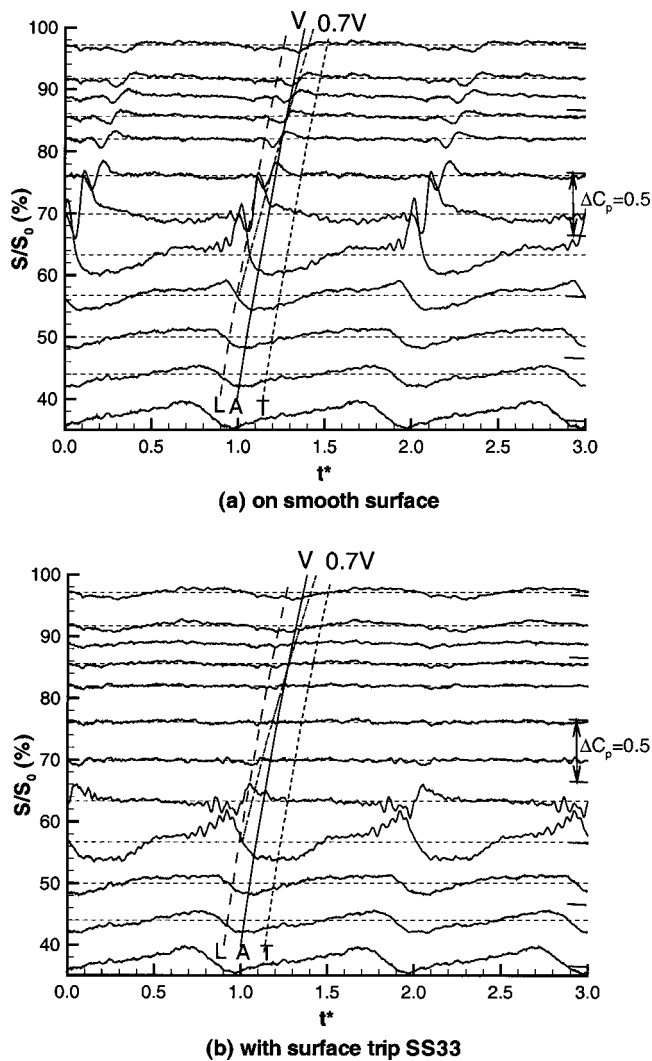 V 0.7V
100
90
80
70
60
50
40
S/S₀ (%)
ΔCₚ=0.5
L A T
0.0 0.5 1.0 1.5 2.0 2.5 3.0
t*
(a) on smooth surface
V 0.7V
100
90
80
70
60
50
40
S/S₀ (%)
ΔCₚ=0.5
L A T
0.0 0.5 1.0 1.5 2.0 2.5 3.0
t*
(b) with surface trip SS33